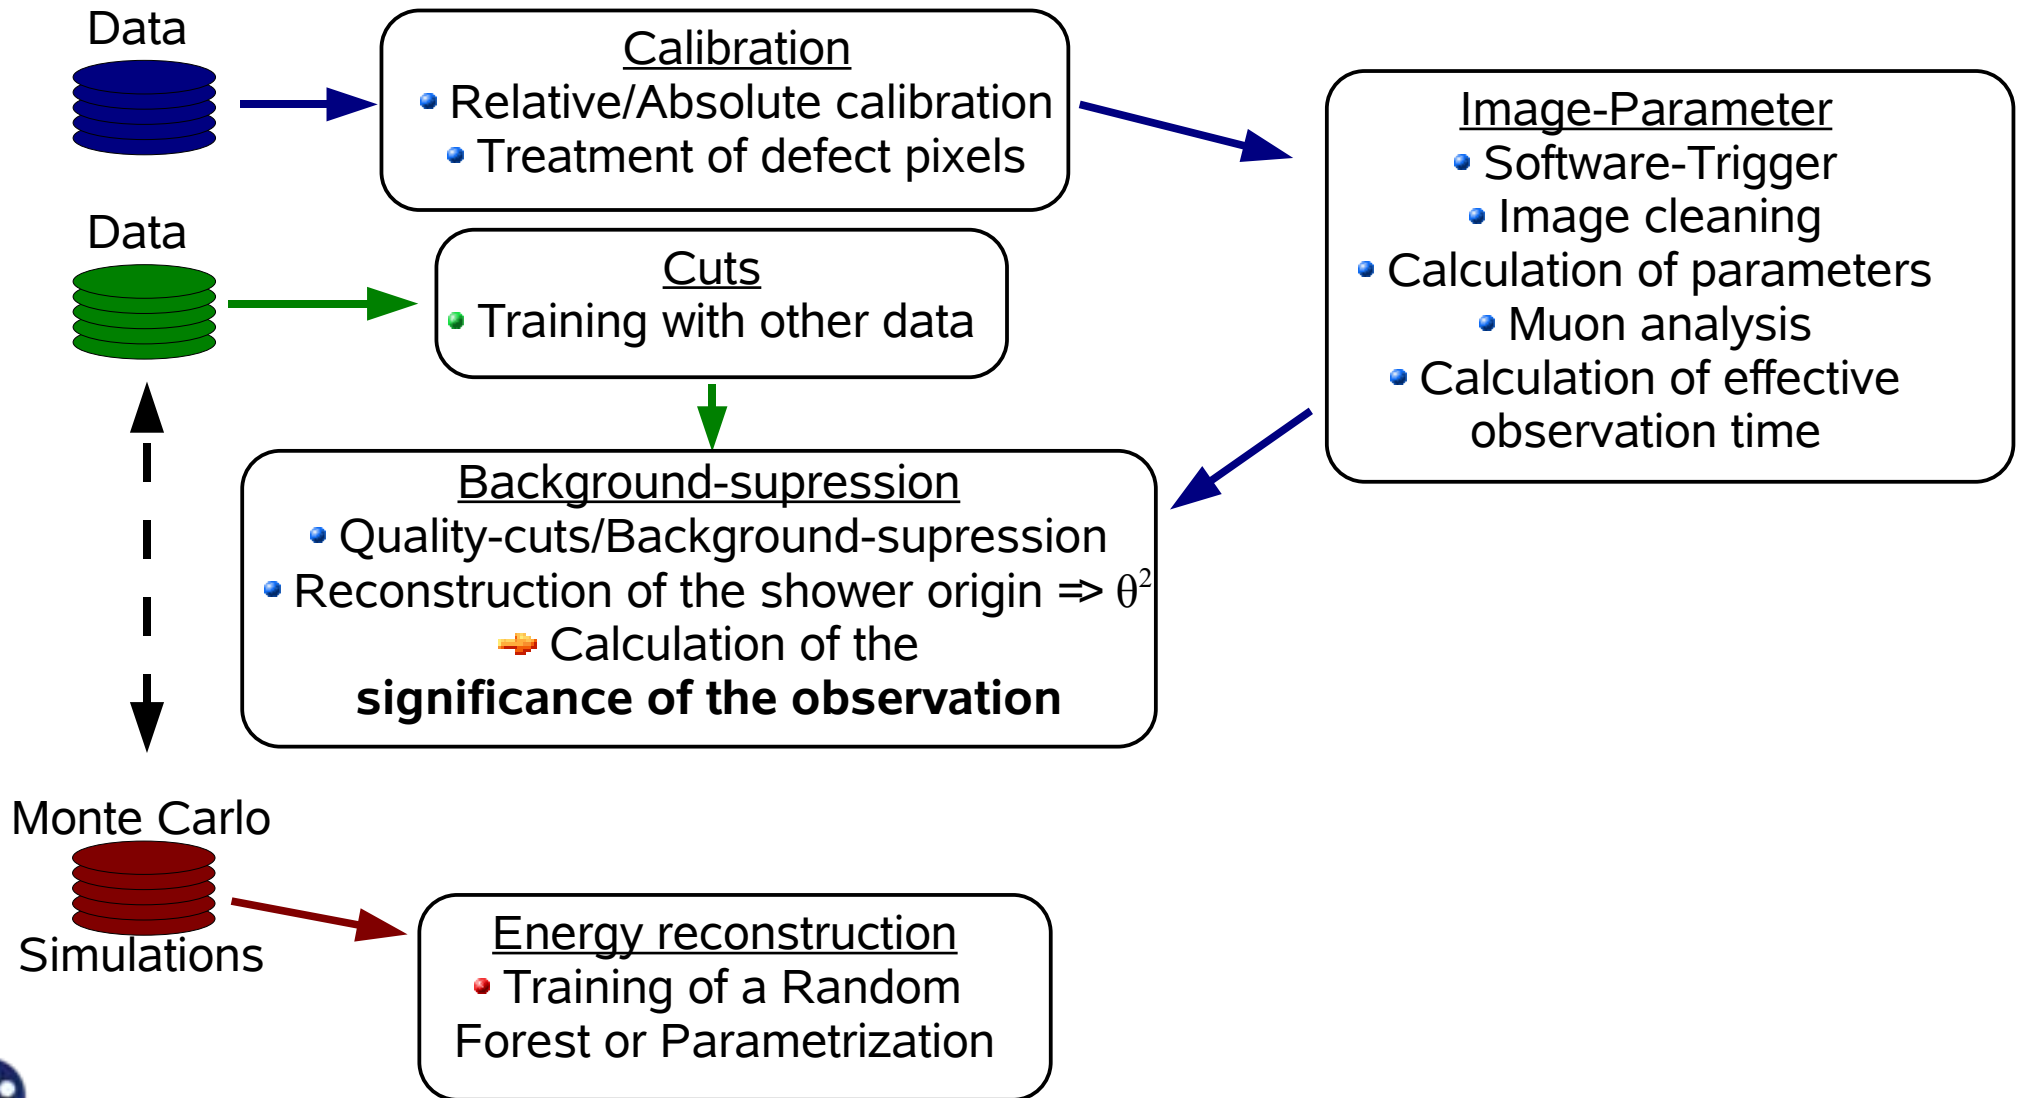 Data
Calibration
Relative/Absolute calibration
Treatment of defect pixels
Image-Parameter
Software-Trigger
Image cleaning
Calculation of parameters
Muon analysis
Calculation of effective
observation time
Data
Cuts
Training with other data
Background-supression
Quality-cuts/Background-supression
Reconstruction of the shower origin => θ²
Calculation of the
significance of the observation
Monte Carlo
Simulations
Energy reconstruction
Training of a Random
Forest or Parametrization